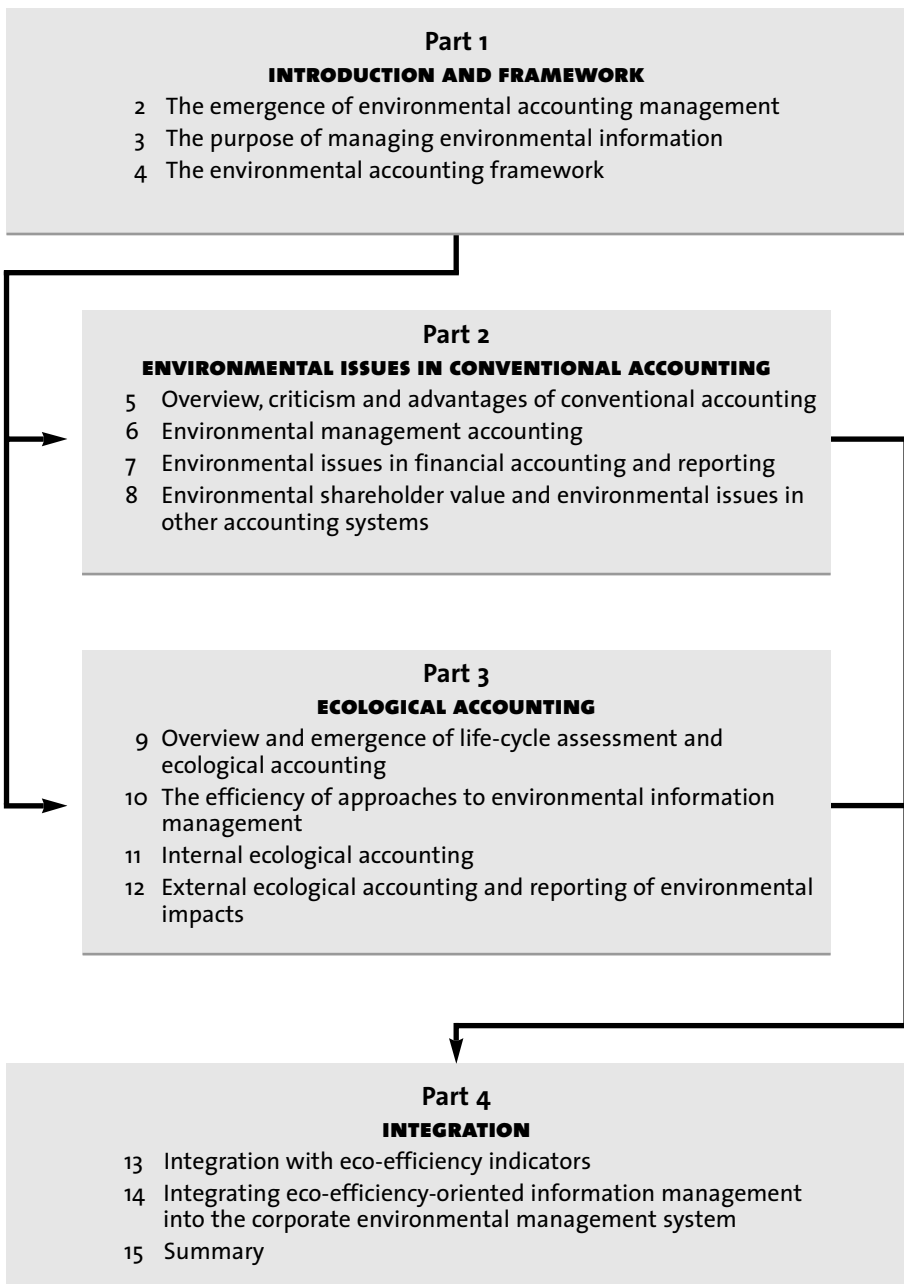 Part 1
INTRODUCTION AND FRAMEWORK
2 The emergence of environmental accounting management
3 The purpose of managing environmental information
4 The environmental accounting framework
Part 2
ENVIRONMENTAL ISSUES IN CONVENTIONAL ACCOUNTING
5 Overview, criticism and advantages of conventional accounting
6 Environmental management accounting
7 Environmental issues in financial accounting and reporting
8 Environmental shareholder value and environmental issues in
other accounting systems
Part 3
ECOLOGICAL ACCOUNTING
9 Overview and emergence of life-cycle assessment and
ecological accounting
10 The efficiency of approaches to environmental information
management
11 Internal ecological accounting
12 External ecological accounting and reporting of environmental
impacts
Part 4
INTEGRATION
13 Integration with eco-efficiency indicators
14 Integrating eco-efficiency-oriented information management
into the corporate environmental management system
15 Summary